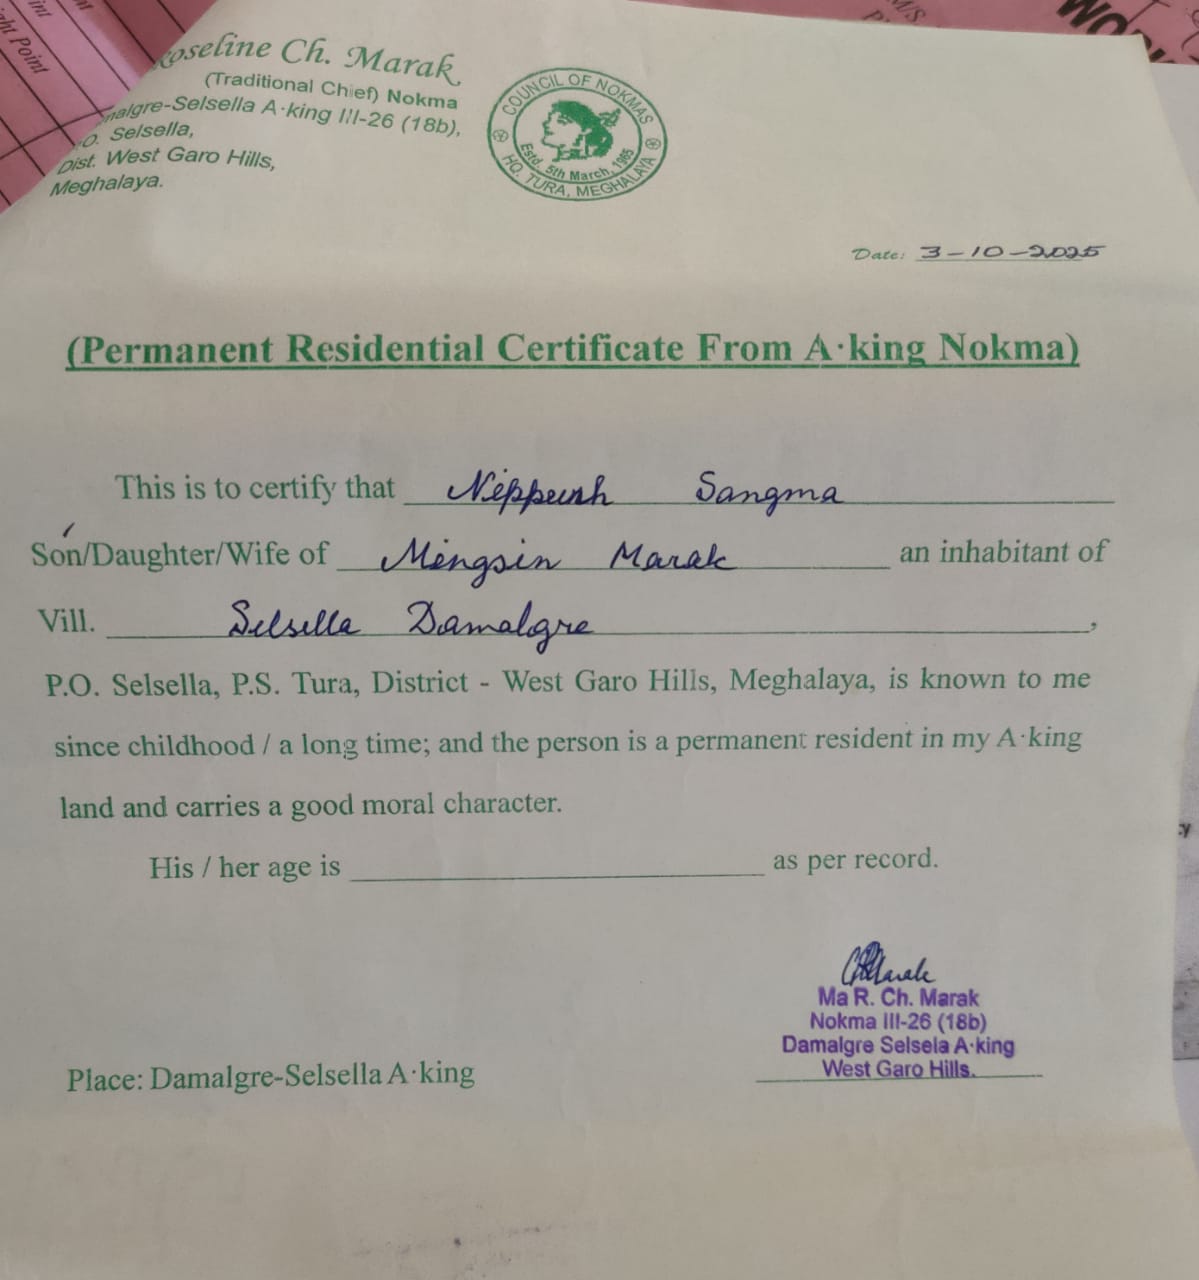 oseline Ch. Marak
(Traditional Chief) Nokma
malgre-Selsella A·king III-26 (18b),
O. Selsella,
Dist. West Garo Hills,
Meghalaya.
COUNCIL OF NOKMAS
Estd. 5th March, 1965
HQ. TURA, MEGHALAYA
Date: 3-10-2025
(Permanent Residential Certificate From A·king Nokma)
This is to certify that Sangma
Son/Daughter/Wife of Mingsin Marak an inhabitant of
Vill. Selsella Damalgre,
P.O. Selsella, P.S. Tura, District - West Garo Hills, Meghalaya, is known to me
since childhood / a long time; and the person is a permanent resident in my A·king
land and carries a good moral character.
His / her age is as per record.
Ma R. Ch. Marak
Nokma III-26 (18b)
Damalgre Selsela A·king
West Garo Hills.
Place: Damalgre-Selsella A·king
ht Point
int
M/S